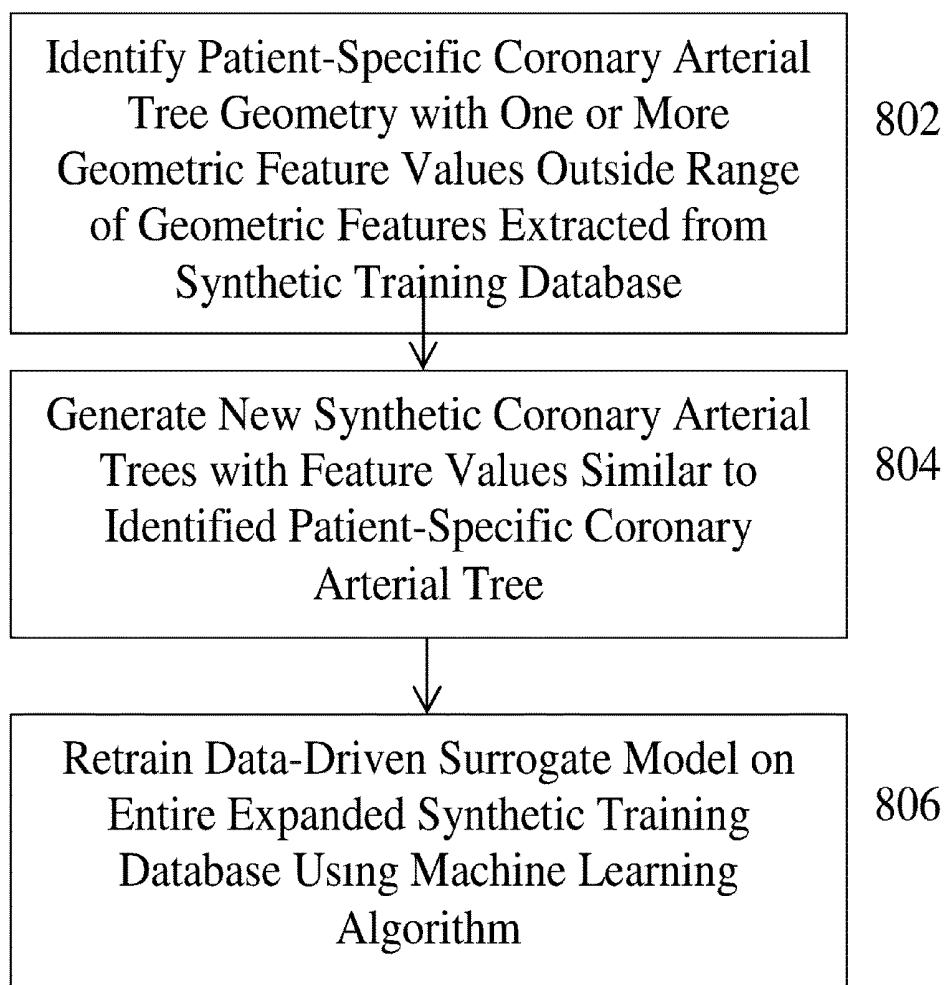 Identify Patient-Specific Coronary Arterial
Tree Geometry with One or More
Geometric Feature Values Outside Range
of Geometric Features Extracted from
Synthetic Training Database
802
Generate New Synthetic Coronary Arterial
Trees with Feature Values Similar to
Identified Patient-Specific Coronary
Arterial Tree
804
Retrain Data-Driven Surrogate Model on
Entire Expanded Synthetic Training
Database Using Machine Learning
Algorithm
806